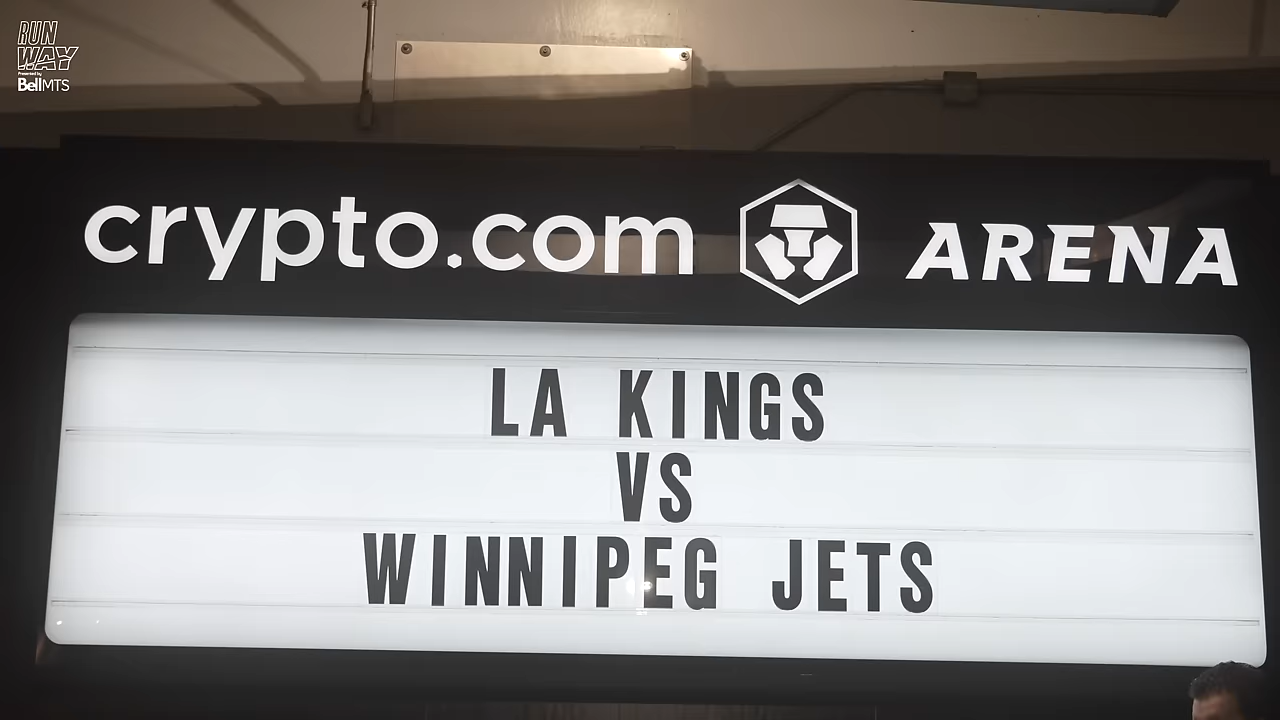 RUN
WAY
Presented by
BellMTS
crypto.com ARENA
LA KINGS
VS
WINNIPEG JETS